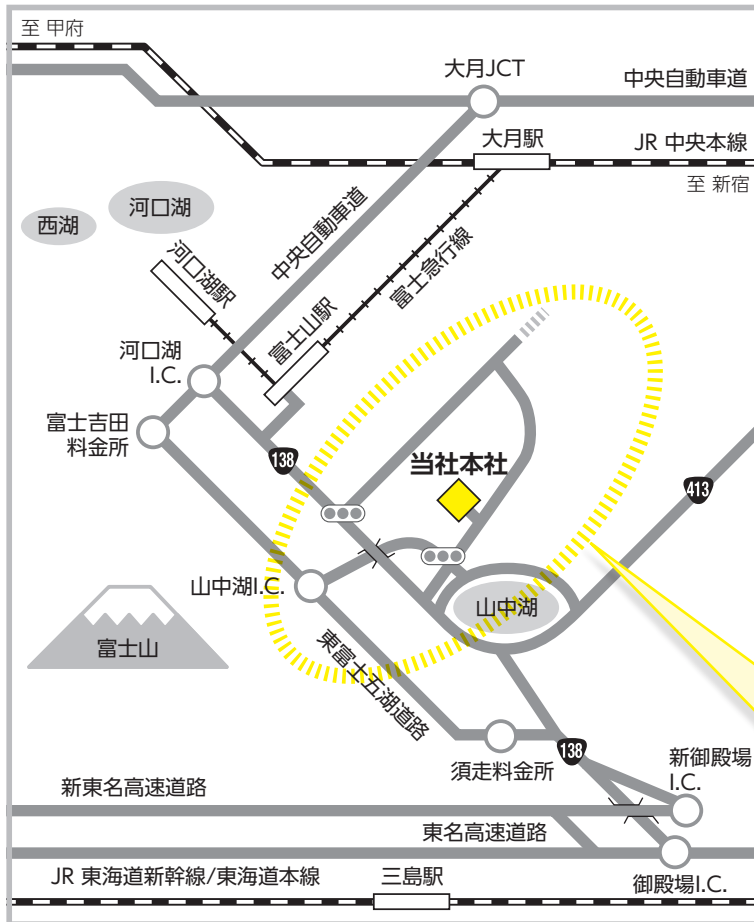 至 甲府
大月JCT
中央自動車道
大月駅
JR 中央本線
至 新宿
河口湖
西湖
中央自動車道
河口湖駅
富士山駅
富士急行線
河口湖
I.C.
富士吉田
料金所
138
当社本社
413
山中湖I.C.
山中湖
富士山
東富士五湖道路
138
須走料金所
新御殿場
I.C.
新東名高速道路
東名高速道路
JR 東海道新幹線/東海道本線
三島駅
御殿場I.C.